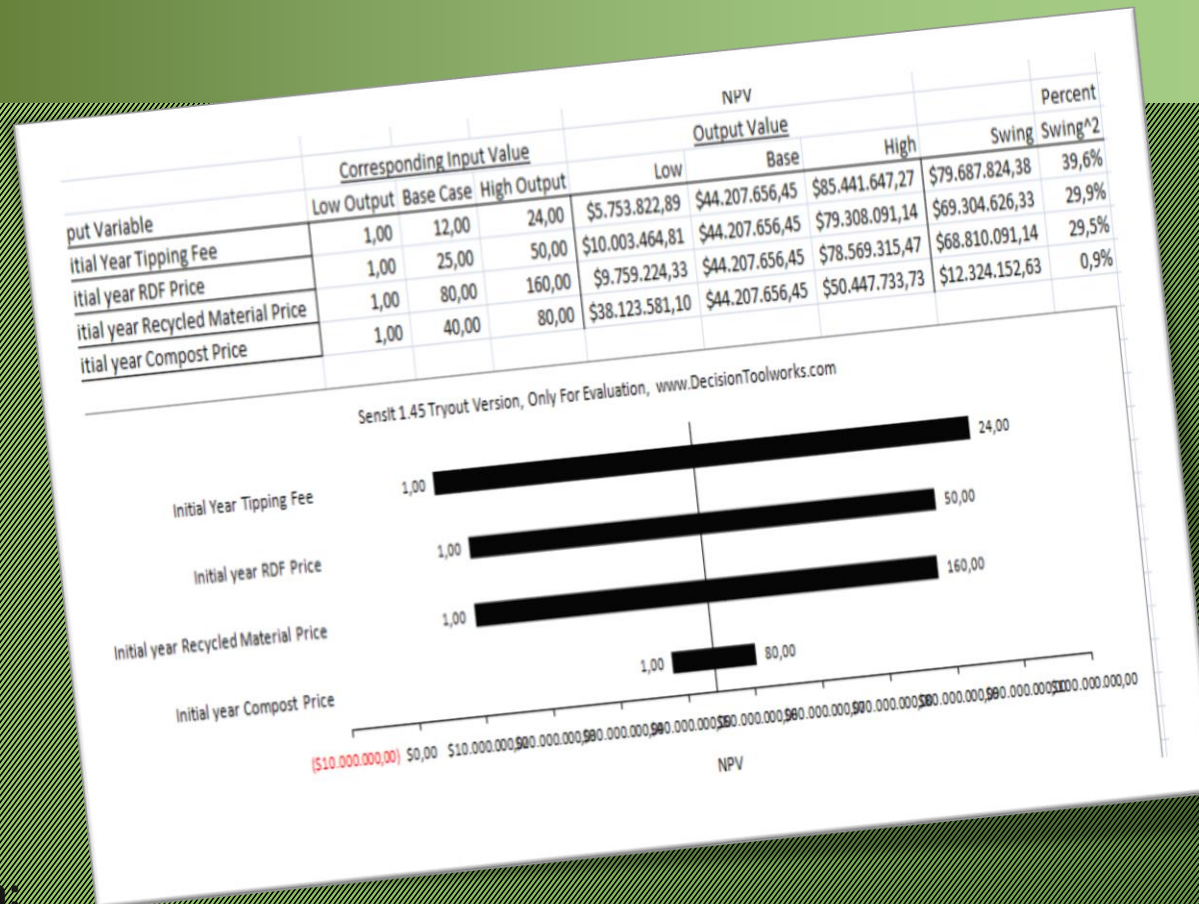 NPV
Percent
Corresponding Input Value Output Value
put Variable Low Output Base Case High Output Low Base High Swing Swing^2
itial Year Tipping Fee 1,00 12,00 24,00 $5.753.822,89 $44.207.656,45 $85.441.647,27 $79.687.824,38 39,6%
itial year RDF Price 1,00 25,00 50,00 $10.003.464,81 $44.207.656,45 $79.308.091,14 $69.304.626,33 29,9%
itial year Recycled Material Price 1,00 80,00 160,00 $9.759.224,33 $44.207.656,45 $78.569.315,47 $68.810.091,14 29,5%
itial year Compost Price 1,00 40,00 80,00 $38.123.581,10 $44.207.656,45 $50.447.733,73 $12.324.152,63 0,9%
SensIt 1.45 Tryout Version, Only For Evaluation, www.DecisionToolworks.com
Initial Year Tipping Fee 1,00 24,00
Initial year RDF Price 1,00 50,00
Initial year Recycled Material Price 1,00 160,00
Initial year Compost Price 1,00 80,00
($10.000.000,00) $0,00
NPV